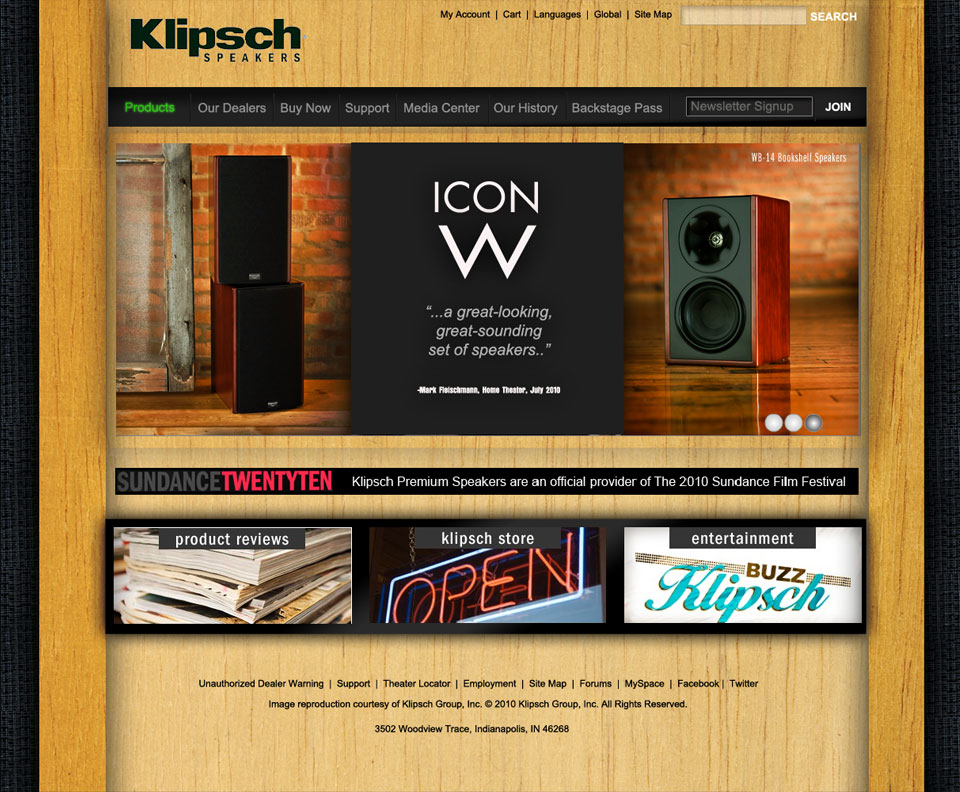 My Account | Cart | Languages | Global | Site Map SEARCH
Klipsch
SPEAKERS
Products Our Dealers Buy Now Support Media Center Our History Backstage Pass Newsletter Signup JOIN
WB-14 Bookshelf Speakers
ICON
W
“...a great-looking,
great-sounding
set of speakers..”
-Mark Fleischmann, Home Theater, July 2010
SUNDANCETWENTYTEN Klipsch Premium Speakers are an official provider of The 2010 Sundance Film Festival
product reviews klipsch store entertainment
OPEN
BUZZ
Klipsch
Unauthorized Dealer Warning | Support | Theater Locator | Employment | Site Map | Forums | MySpace | Facebook | Twitter
Image reproduction courtesy of Klipsch Group, Inc. © 2010 Klipsch Group, Inc. All Rights Reserved.
3502 Woodview Trace, Indianapolis, IN 46268